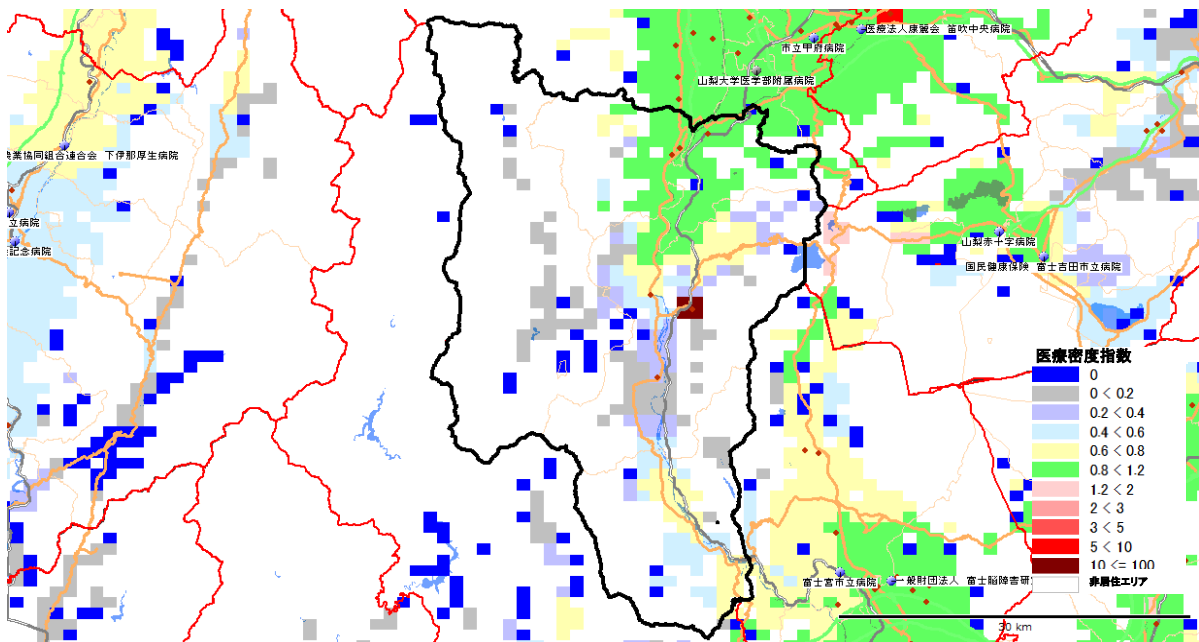 医療法人康麗会 笛吹中央病院
市立甲府病院
山梨大学医学部附属病院
農業協同組合連合会 下伊那厚生病院
立病院
記念病院
山梨赤十字病院
国民健康保険 富士吉田市立病院
医療密度指数
0
0 < 0.2
0.2 < 0.4
0.4 < 0.6
0.6 < 0.8
0.8 < 1.2
1.2 < 2
2 < 3
3 < 5
5 < 10
10 <= 100
非居住エリア
富士宮市立病院
一般財団法人 富士脳障害研
30 km